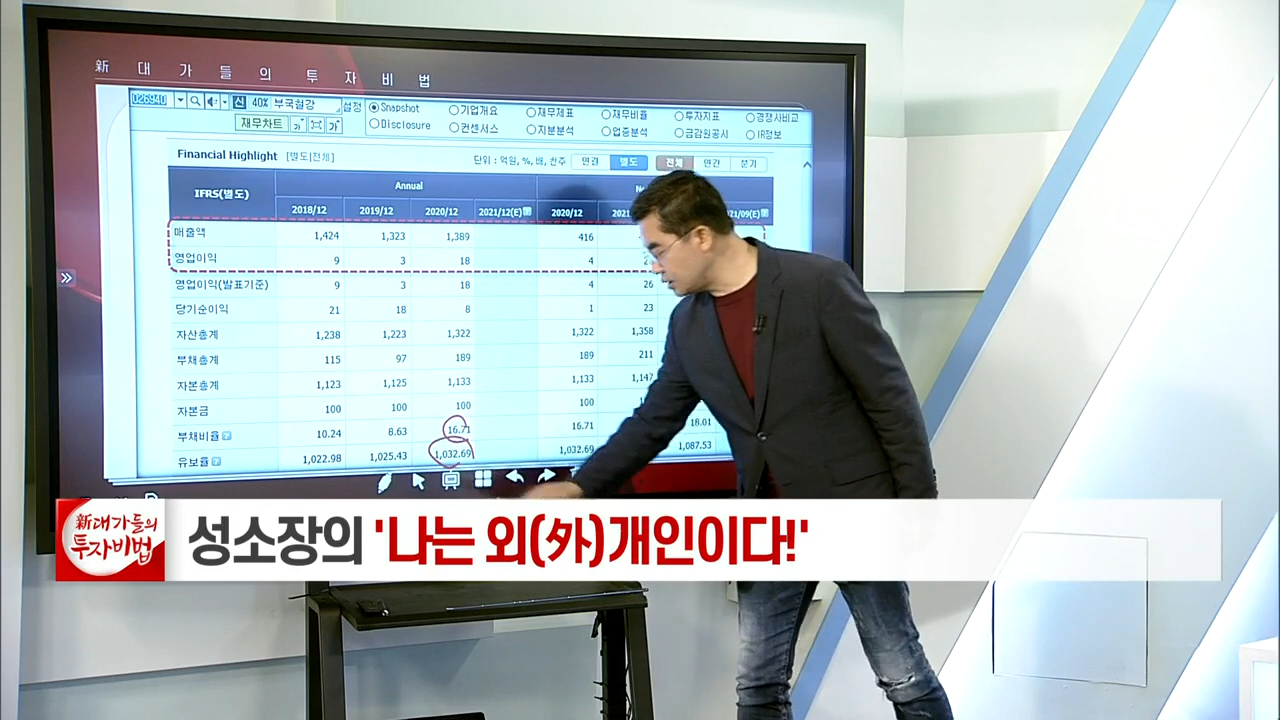 新 대 가 들 의 투 자 비 법
026940 신 40% 부국철강 설정 Snapshot 기업개요 재무제표 재무비율 투자지표 경쟁사비교
재무차트 가 가 Disclosure 컨센서스 지분분석 업종분석 금감원공시 IR정보
Financial Highlight [별도|전체] 단위 : 억원, %, 배, 천주 연결 별도 전체 연간 분기
IFRS(별도) Annual
2018/12 2019/12 2020/12 2021/12(E) 2020/12
매출액 1,424 1,323 1,389 416
영업이익 9 3 18 4
영업이익(발표기준) 9 3 18 4 26
당기순이익 21 18 8 1 23
자산총계 1,238 1,223 1,322 1,322 1,358
부채총계 115 97 189 189 211
자본총계 1,123 1,125 1,133 1,133 1,147
자본금 100 100 100 100
부채비율 10.24 8.63 16.71 16.71 18.01
유보율 1,022.98 1,025.43 1,032.69 1,032.69 1,087.53
新대가들의
투자비법
성소장의 '나는 외(外)개인이다!'